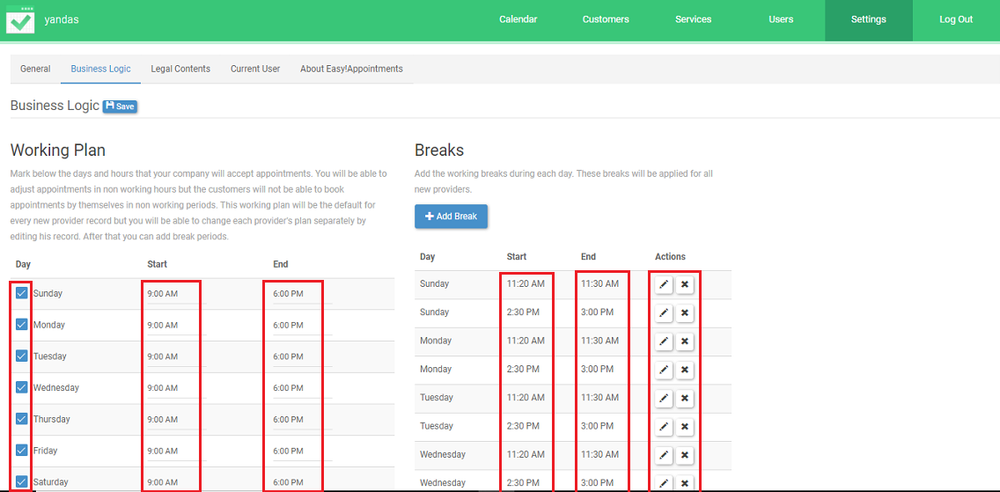 yandas
Calendar
Customers
Services
Users
Settings
Log Out
General
Business Logic
Legal Contents
Current User
About Easy!Appointments
Business Logic Save
Working Plan
Mark below the days and hours that your company will accept appointments. You will be able to
adjust appointments in non working hours but the customers will not be able to book
appointments by themselves in non working periods. This working plan will be the default for
every new provider record but you will be able to change each provider's plan separately by
editing his record. After that you can add break periods.
Day Start End
Sunday 9:00 AM 6:00 PM
Monday 9:00 AM 6:00 PM
Tuesday 9:00 AM 6:00 PM
Wednesday 9:00 AM 6:00 PM
Thursday 9:00 AM 6:00 PM
Friday 9:00 AM 6:00 PM
Saturday 9:00 AM 6:00 PM
Breaks
Add the working breaks during each day. These breaks will be applied for all
new providers.
Add Break
Day Start End Actions
Sunday 11:20 AM 11:30 AM
Sunday 2:30 PM 3:00 PM
Monday 11:20 AM 11:30 AM
Monday 2:30 PM 3:00 PM
Tuesday 11:20 AM 11:30 AM
Tuesday 2:30 PM 3:00 PM
Wednesday 11:20 AM 11:30 AM
Wednesday 2:30 PM 3:00 PM